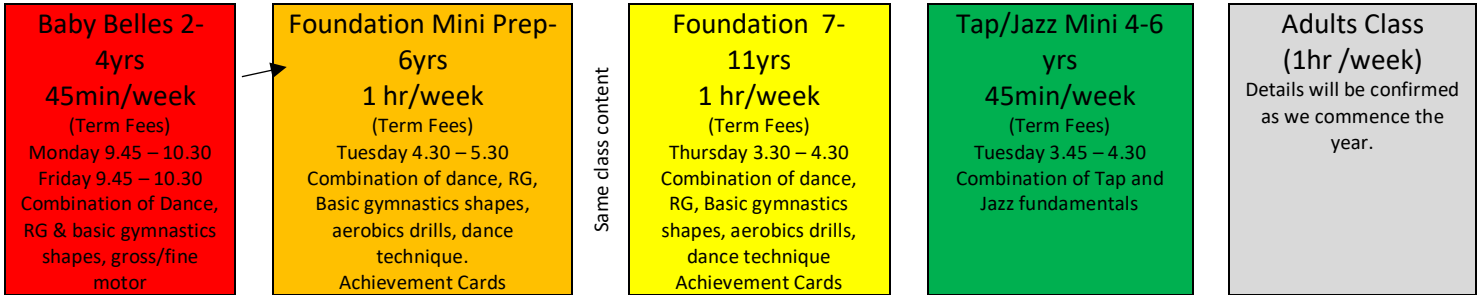 Baby Belles 2-
4yrs
45min/week
(Term Fees)
Monday 9.45 – 10.30
Friday 9.45 – 10.30
Combination of Dance,
RG & basic gymnastics
shapes, gross/fine
motor
Foundation Mini Prep-
6yrs
1 hr/week
(Term Fees)
Tuesday 4.30 – 5.30
Combination of dance, RG,
Basic gymnastics shapes,
aerobics drills, dance
technique.
Achievement Cards
Same class content
Foundation 7-
11yrs
1 hr/week
(Term Fees)
Thursday 3.30 – 4.30
Combination of dance,
RG, Basic gymnastics
shapes, aerobics drills,
dance technique
Achievement Cards
Tap/Jazz Mini 4-6
yrs
45min/week
(Term Fees)
Tuesday 3.45 – 4.30
Combination of Tap and
Jazz fundamentals
Adults Class
(1hr /week)
Details will be confirmed
as we commence the
year.